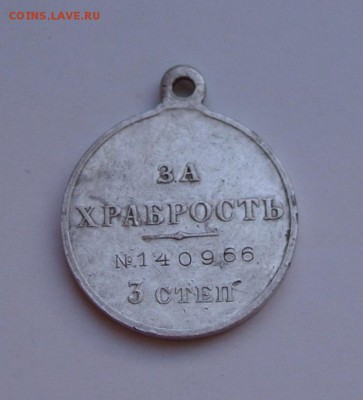 COINS.LAVE.RU
ЗА
ХРАБРОСТЬ
№140966
3 СТЕП